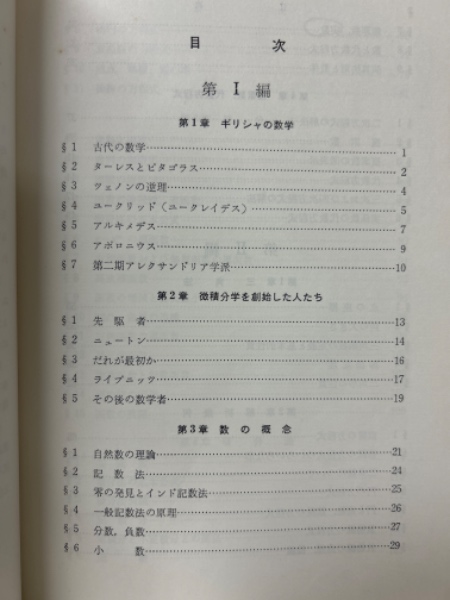 目 次
第 I 編
第1章 ギリシャの数学
§1 古代の数学…………1
§2 ターレスとピタゴラス…………2
§3 ツェノンの逆理…………4
§4 ユークリッド（ユークレイデス）…………5
§5 アルキメデス…………7
§6 アポロニウス…………9
§7 第二期アレクサンドリア学派…………10
第2章 微積分学を創始した人たち
§1 先駆者…………13
§2 ニュートン…………14
§3 だれが最初か…………16
§4 ライプニッツ…………17
§5 その後の数学者…………19
第3章 数の概念
§1 自然数の理論…………21
§2 記数法…………24
§3 零の発見とインド記数法…………25
§4 一般記数法の原理…………26
§5 分数，負数…………27
§6 小数…………29